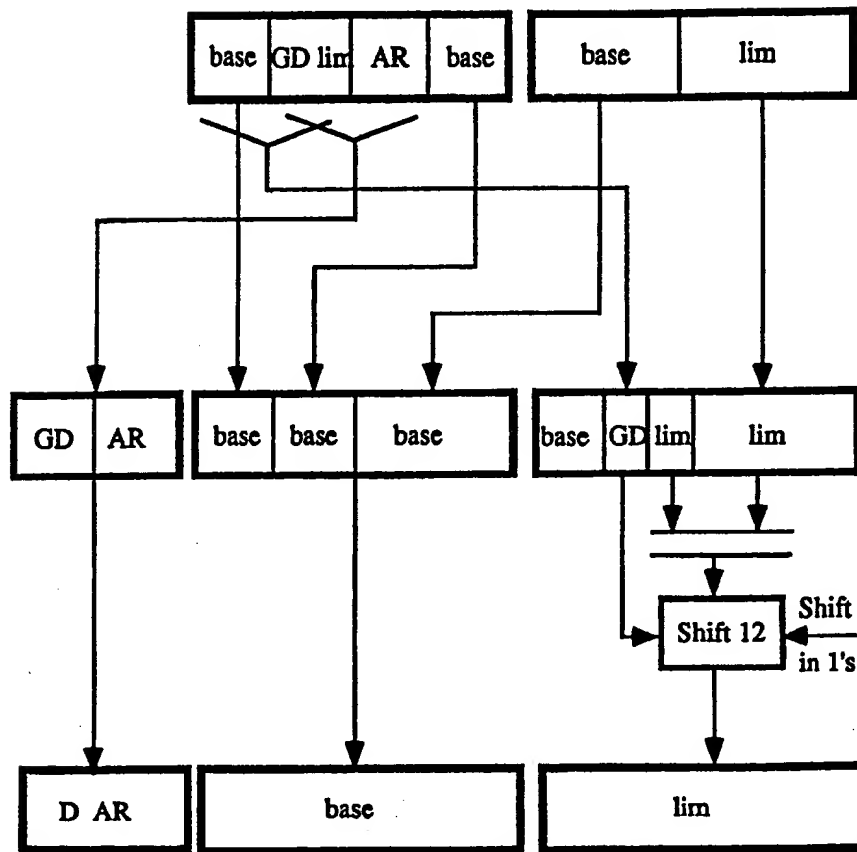 base GD lim AR base base lim
GD AR base base base base GD lim lim
Shift 12 Shift
in 1's
D AR base lim